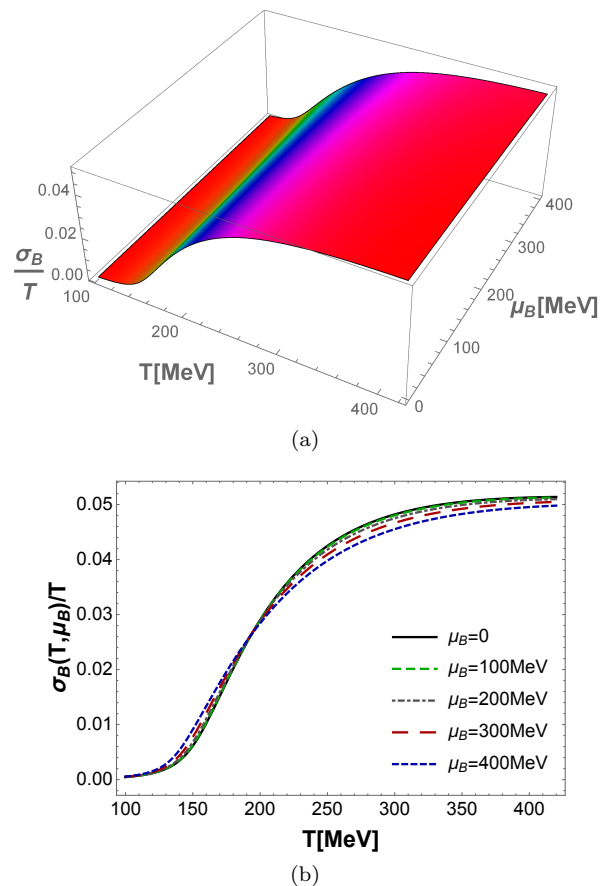 0.04
0.02
0.00
σ_B/T
100
200
300
400
T[MeV]
400
300
200
100
0
μ_B[MeV]
(a)
σ_B(T,μ_B)/T
0.05
0.04
0.03
0.02
0.01
0.00
μ_B=0
μ_B=100MeV
μ_B=200MeV
μ_B=300MeV
μ_B=400MeV
100 150 200 250 300 350 400
T[MeV]
(b)